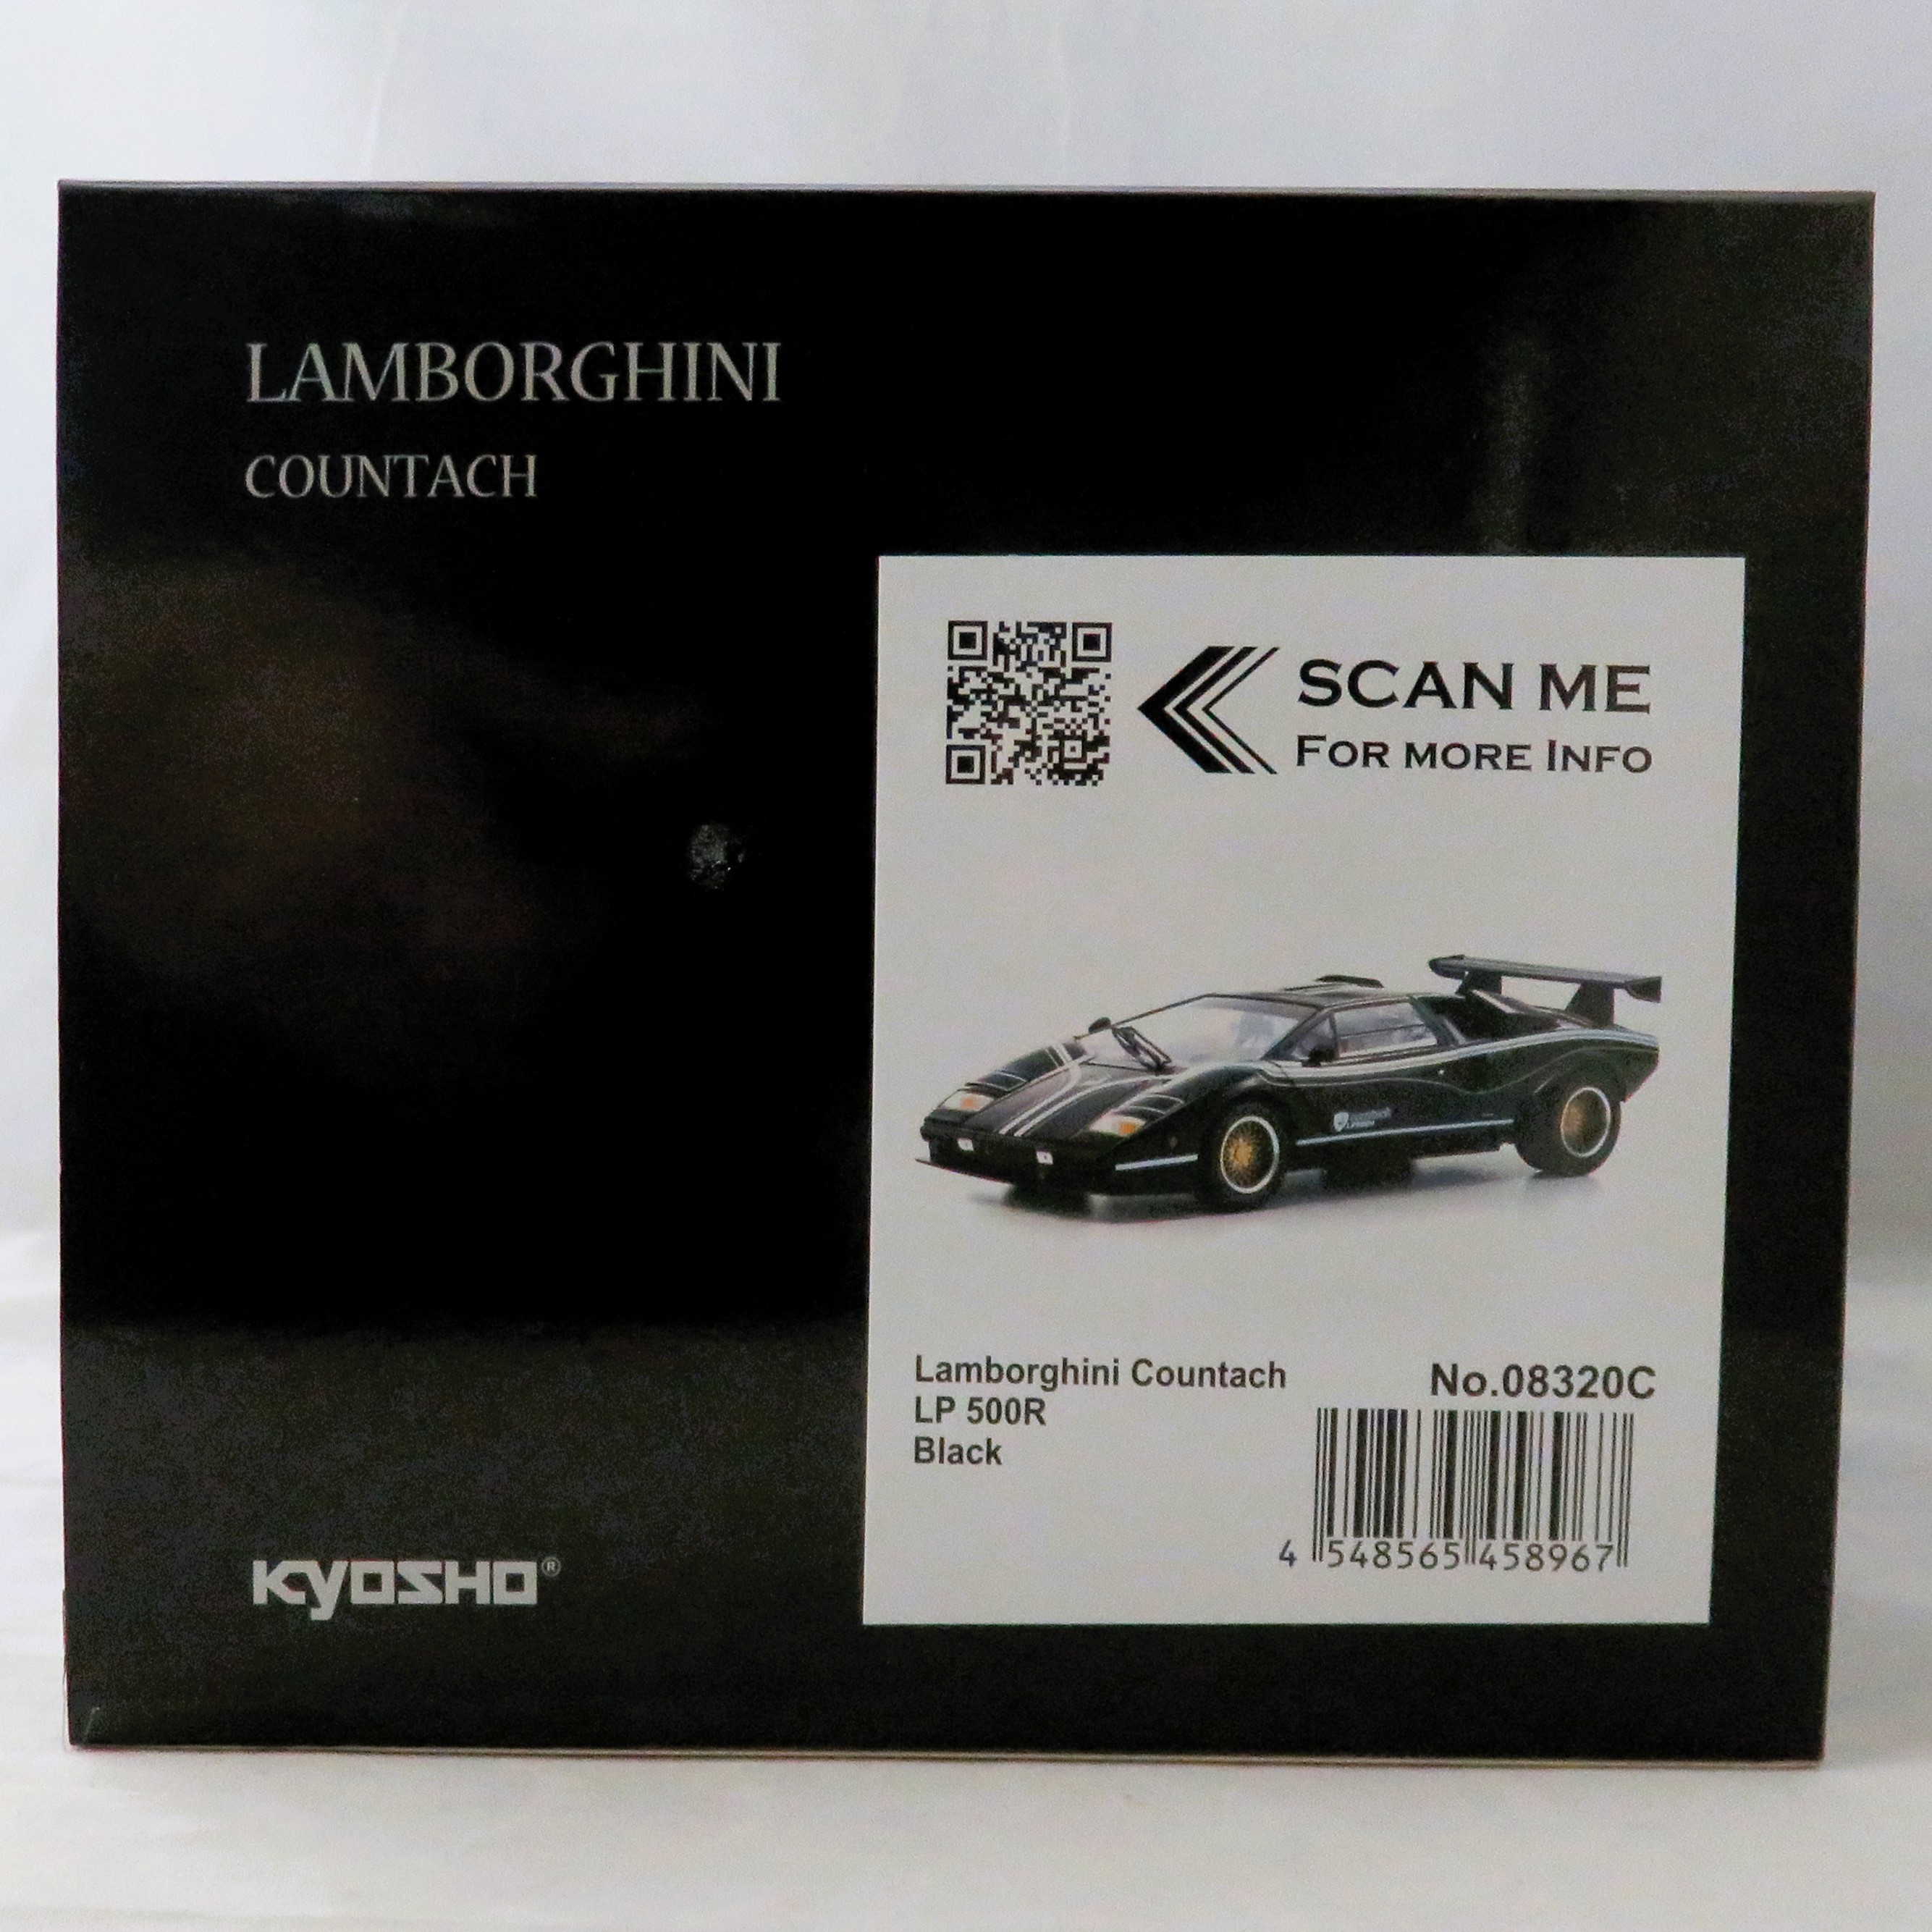 LAMBORGHINI
COUNTACH
SCAN ME
FOR MORE INFO
Lamborghini Countach
LP 500R
Black
No.08320C
4 548565 458967
KYOSHO®